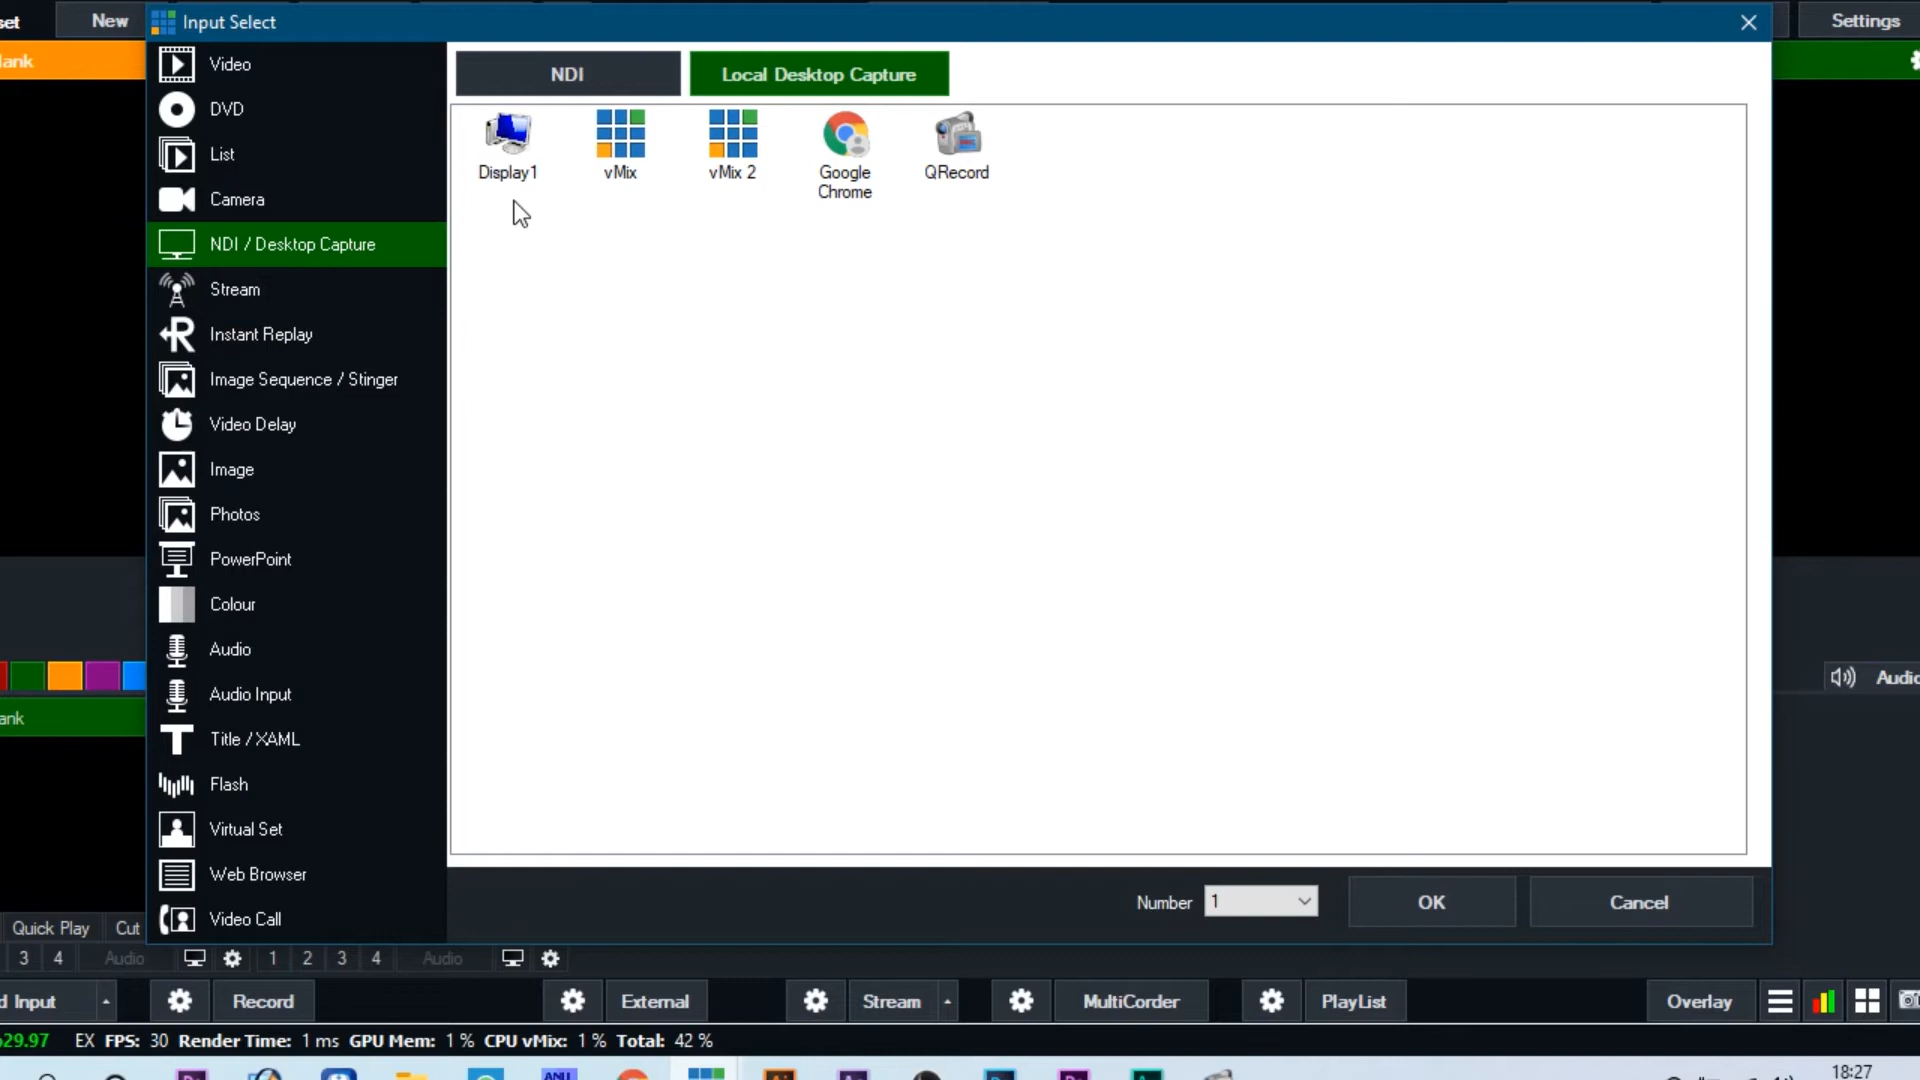 set
New
Input Select
Settings
lank
Video
DVD
List
Camera
NDI / Desktop Capture
Stream
Instant Replay
Image Sequence / Stinger
Video Delay
Image
Photos
PowerPoint
Colour
Audio
Audio Input
Title / XAML
Flash
Virtual Set
Web Browser
Video Call
NDI
Local Desktop Capture
Display1
vMix
vMix 2
Google
Chrome
QRecord
Number 1
OK
Cancel
Audio
ank
Quick Play
Cut
3 4 Audio
1 2 3 4 Audio
d Input
Record
External
Stream
MultiCorder
PlayList
Overlay
29.97 EX FPS: 30 Render Time: 1 ms GPU Mem: 1 % CPU vMix: 1 % Total: 42 %
18:27